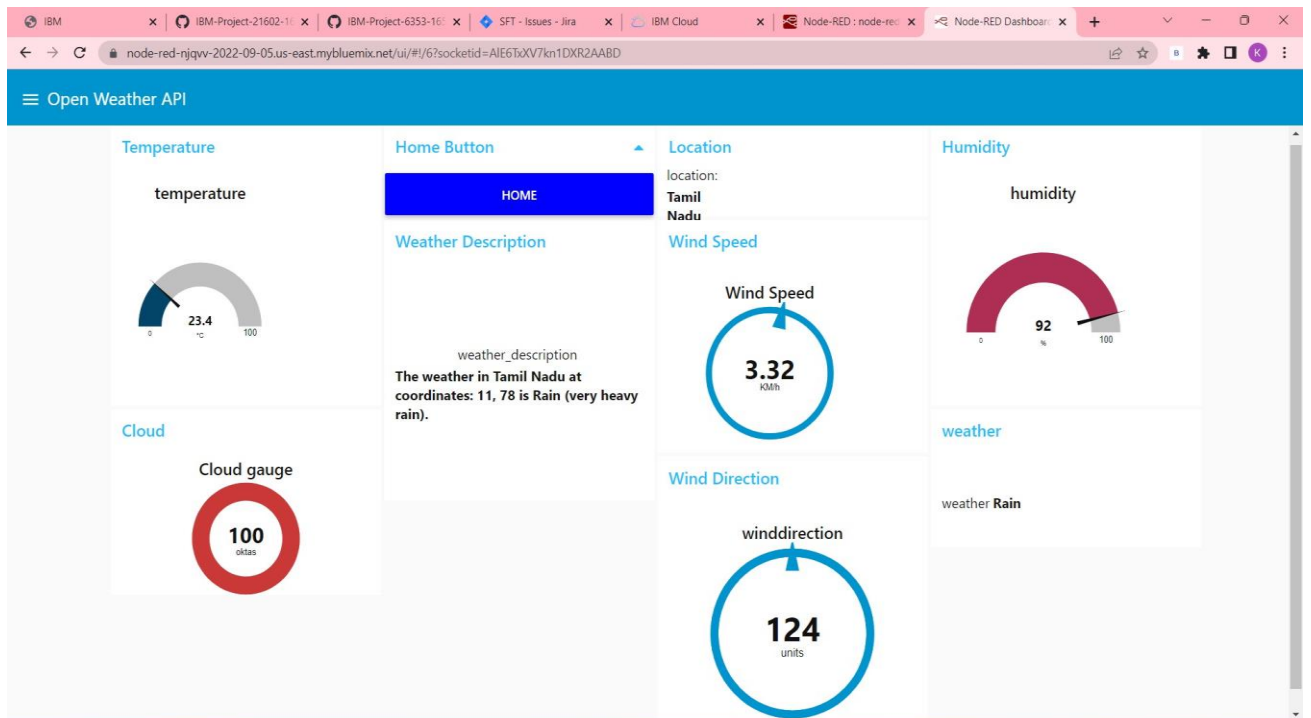 IBM
IBM-Project-21602-16
IBM-Project-6353-165
SFT - Issues - Jira
IBM Cloud
Node-RED : node-red
Node-RED Dashboard
node-red-njqvv-2022-09-05.us-east.mybluemix.net/ui/#!/6?socketid=AlE6TxXV7kn1DXR2AABD
K
Open Weather API
Temperature
temperature
23.4
°C
0
100
Cloud
Cloud gauge
100
oktas
Home Button
HOME
Weather Description
weather_description
The weather in Tamil Nadu at
coordinates: 11, 78 is Rain (very heavy
rain).
Location
location:
Tamil
Nadu
Wind Speed
Wind Speed
3.32
KM/h
Wind Direction
winddirection
124
units
Humidity
humidity
92
%
0
100
weather
weather Rain